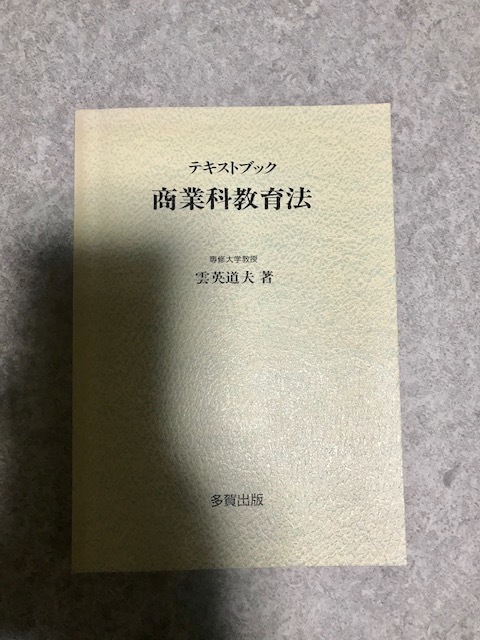 テキストブック
商業科教育法
専修大学教授
雲英道夫 著
多賀出版